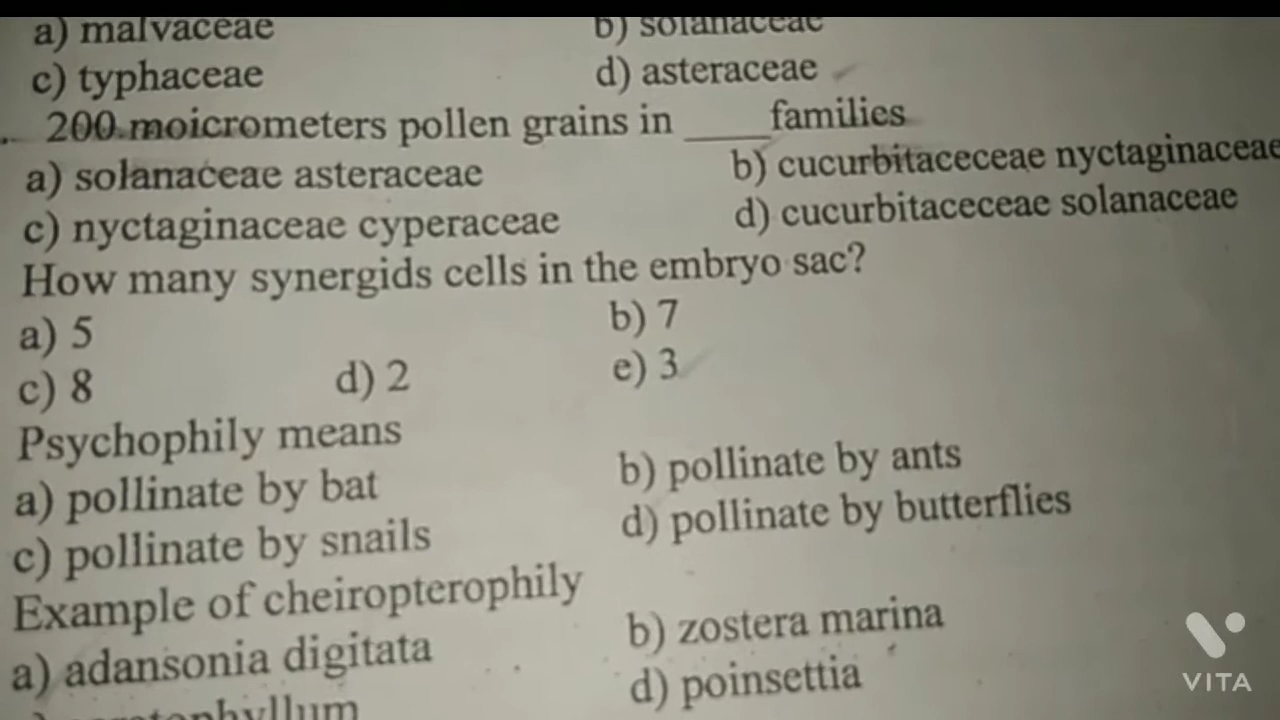 a) malvaceae b) solanaceae
c) typhaceae d) asteraceae
200 moicrometers pollen grains in ____families
a) solanaceae asteraceae b) cucurbitaceceae nyctaginaceae
c) nyctaginaceae cyperaceae d) cucurbitaceceae solanaceae
How many synergids cells in the embryo sac?
a) 5 b) 7
c) 8 d) 2 e) 3
Psychophily means
a) pollinate by bat b) pollinate by ants
c) pollinate by snails d) pollinate by butterflies
Example of cheiropterophily
a) adansonia digitata b) zostera marina
d) poinsettia
VITA